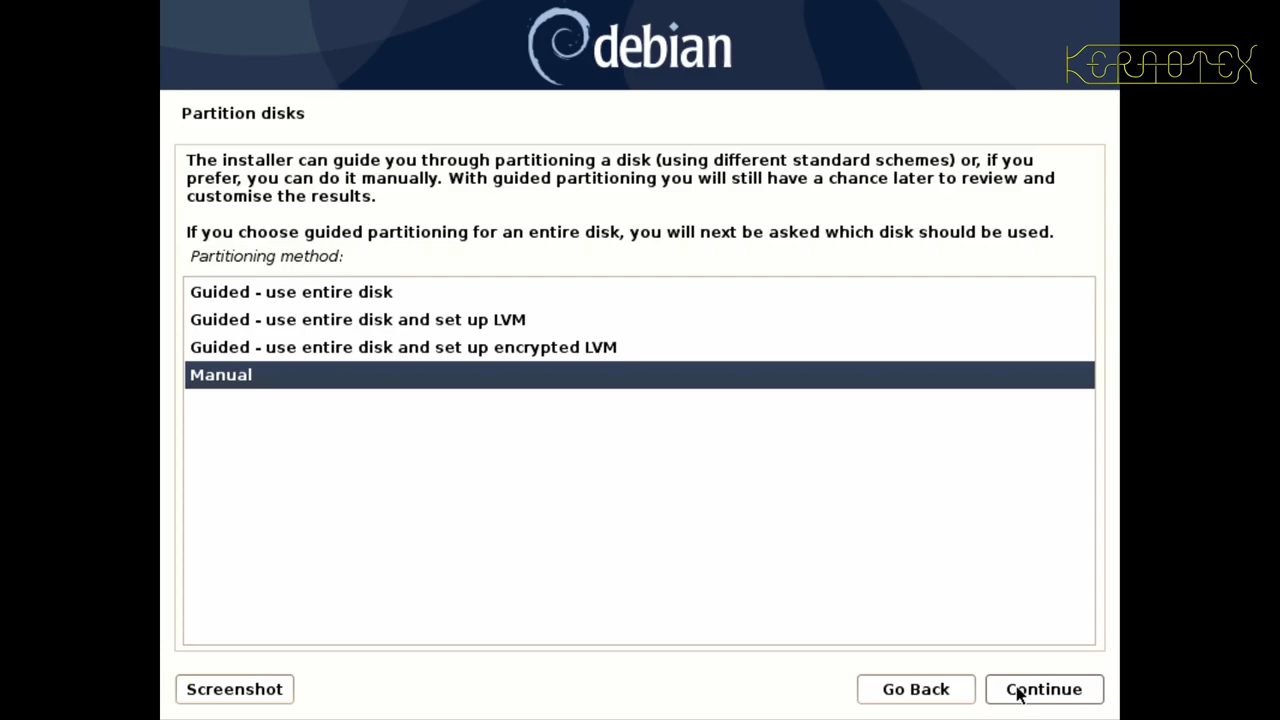 debian
KERNOTEX
Partition disks
The installer can guide you through partitioning a disk (using different standard schemes) or, if you
prefer, you can do it manually. With guided partitioning you will still have a chance later to review and
customise the results.
If you choose guided partitioning for an entire disk, you will next be asked which disk should be used.
Partitioning method:
Guided - use entire disk
Guided - use entire disk and set up LVM
Guided - use entire disk and set up encrypted LVM
Manual
Screenshot
Go Back
Continue